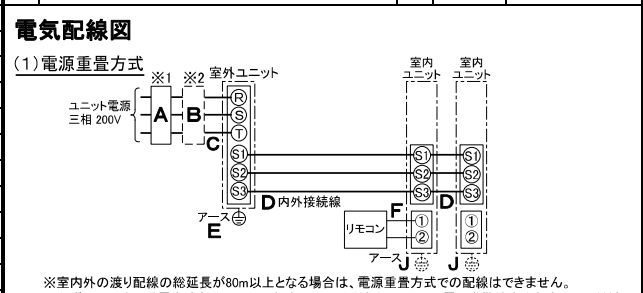 電気配線図
(1)電源重畳方式
※1 ※2 室外ユニット
室内ユニット
室内ユニット
ユニット電源
三相 200V
A
B
C
R
S
T
S1
S2
S3
S1
S2
S3
S1
S2
S3
D 内外接続線
D
アース
E
リモコン
F
①
②
①
②
アース J
J
※室内外の渡り配線の総延長が80m以上となる場合は、電源重畳方式での配線はできません。